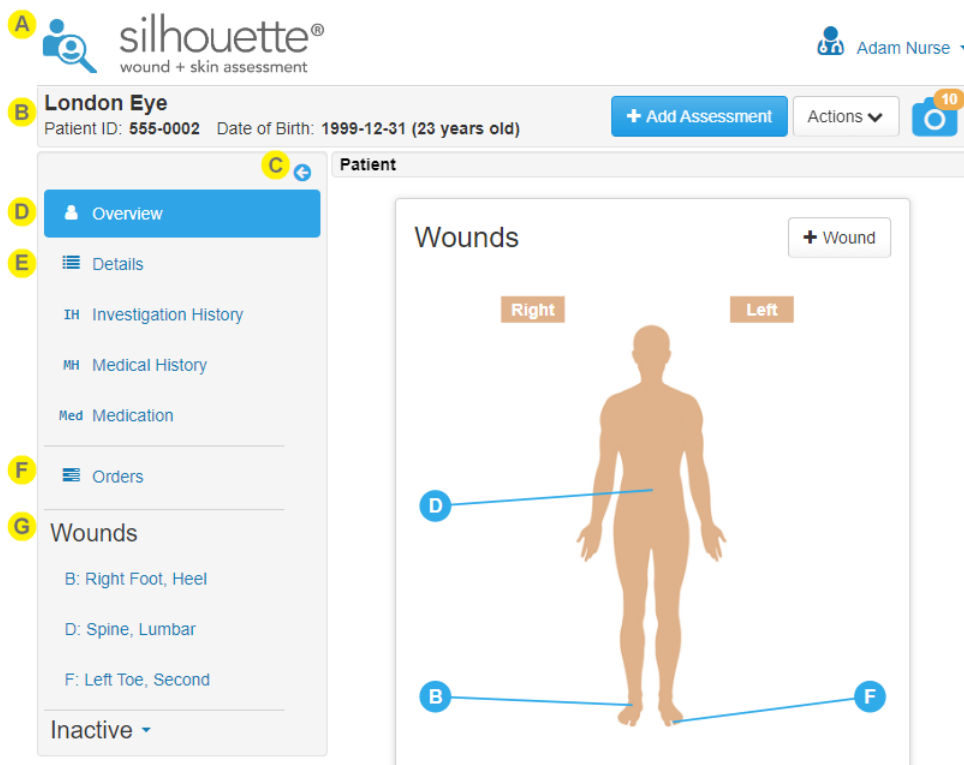 A
silhouette®
wound + skin assessment
Adam Nurse
B
London Eye
Patient ID: 555-0002 Date of Birth: 1999-12-31 (23 years old)
+ Add Assessment
Actions
10
C
Patient
D
Overview
E
Details
IH Investigation History
MH Medical History
Med Medication
F
Orders
G
Wounds
B: Right Foot, Heel
D: Spine, Lumbar
F: Left Toe, Second
Inactive
Wounds
+ Wound
Right Left
D
B
F